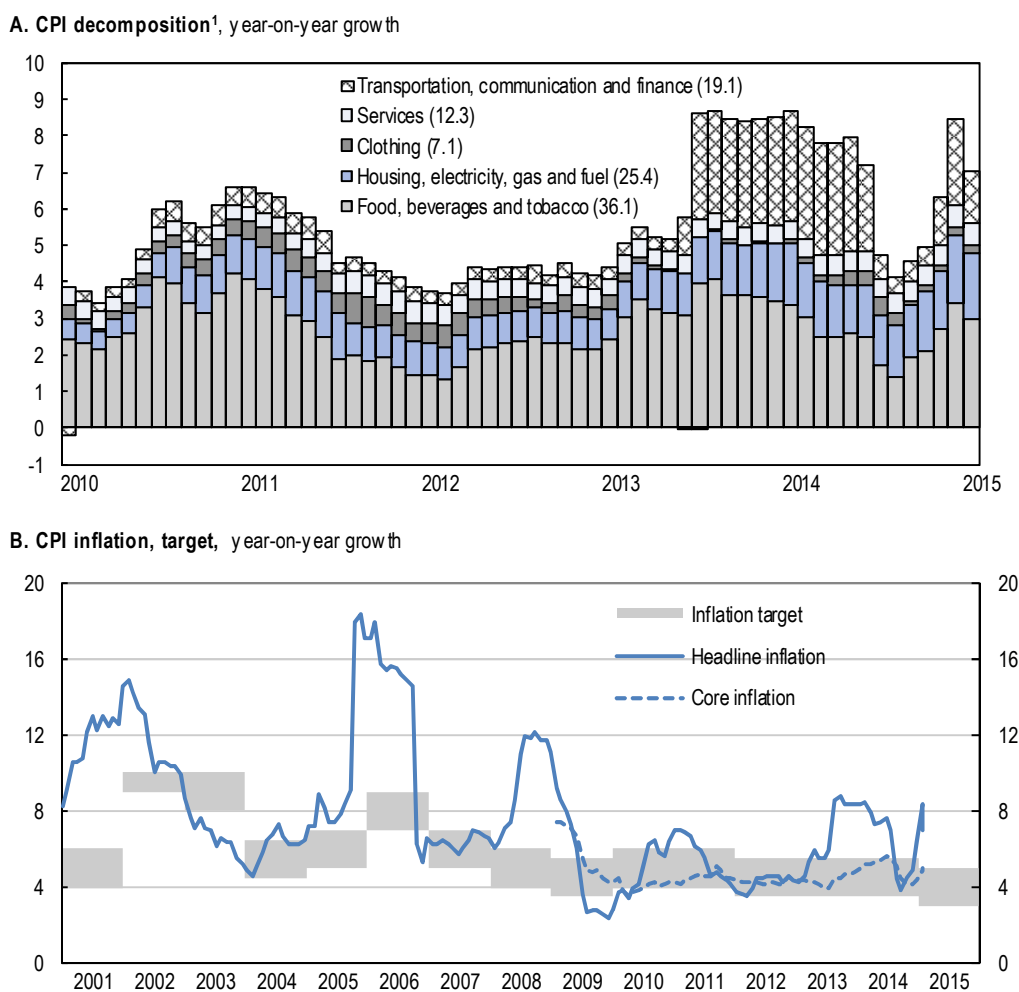 A. CPI decomposition¹, year-on-year growth
10
9
8
7
6
5
4
3
2
1
0
-1
Transportation, communication and finance (19.1)
Services (12.3)
Clothing (7.1)
Housing, electricity, gas and fuel (25.4)
Food, beverages and tobacco (36.1)
2010 2011 2012 2013 2014 2015
B. CPI inflation, target, year-on-year growth
20 20
16 16
12 12
8 8
4 4
0 0
Inflation target
Headline inflation
Core inflation
2001 2002 2003 2004 2005 2006 2007 2008 2009 2010 2011 2012 2013 2014 2015